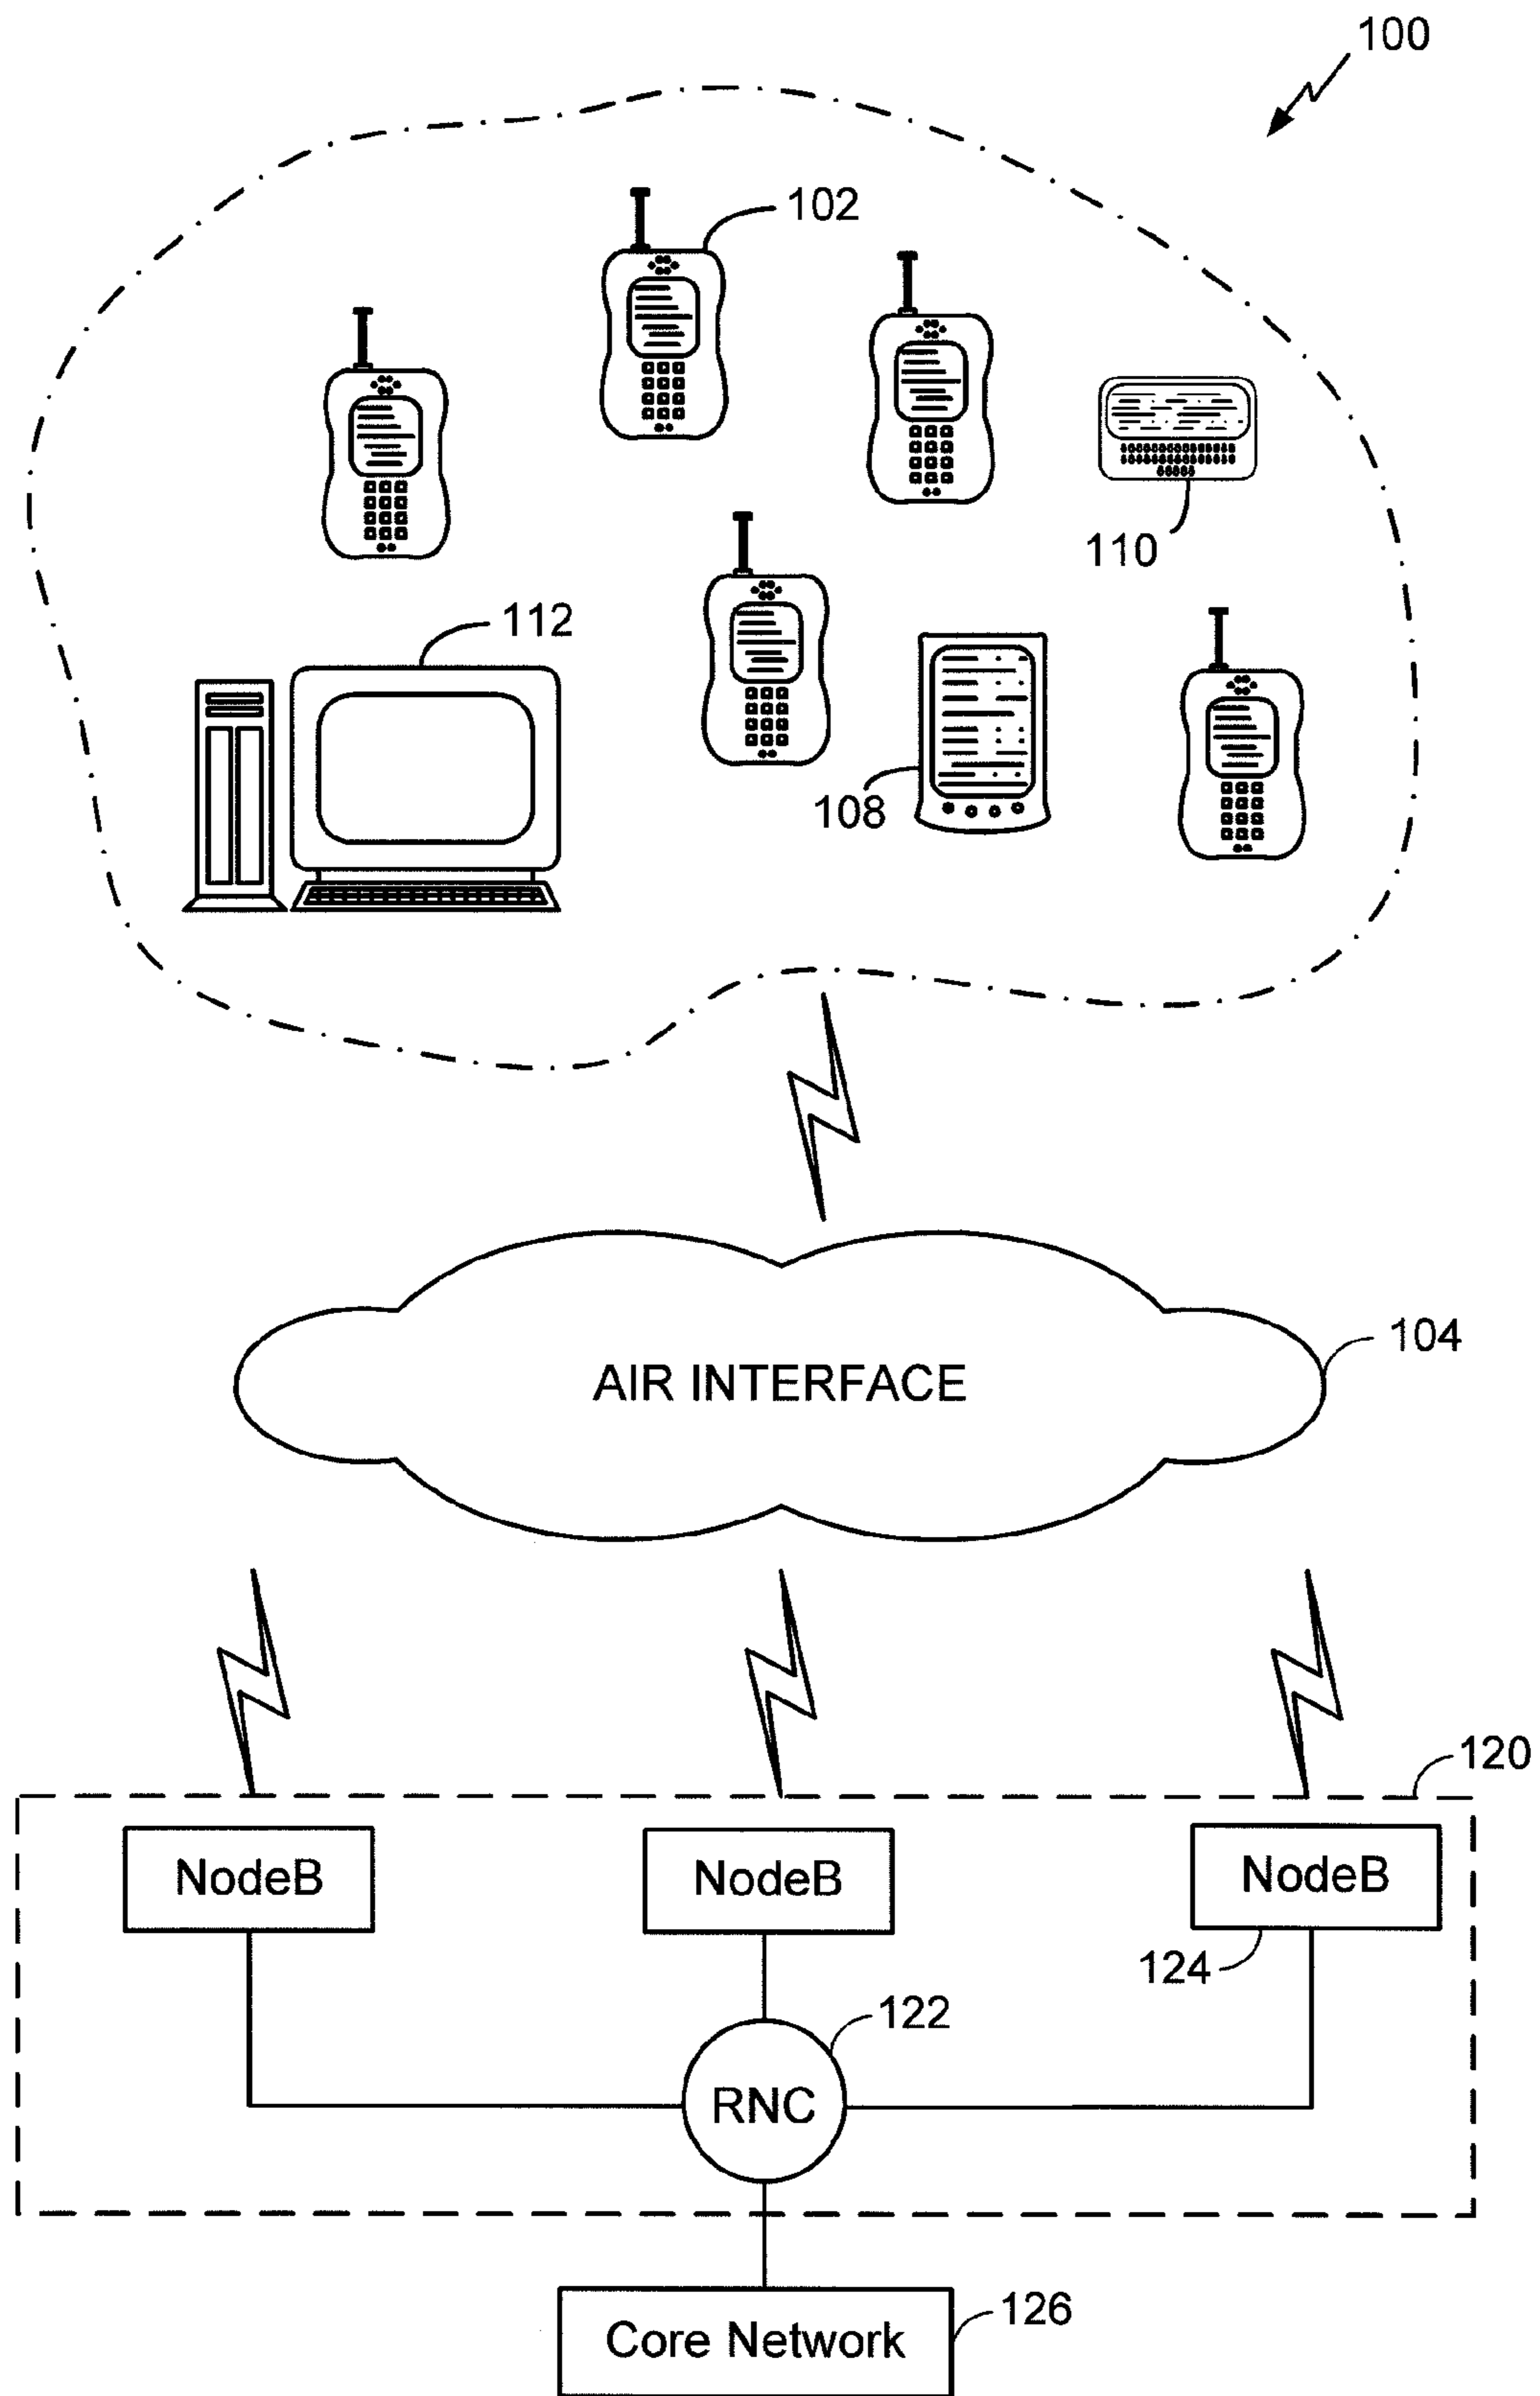 100
102
110
112
108
AIR INTERFACE
104
120
NodeB
NodeB
NodeB
124
122
RNC
126
Core Network